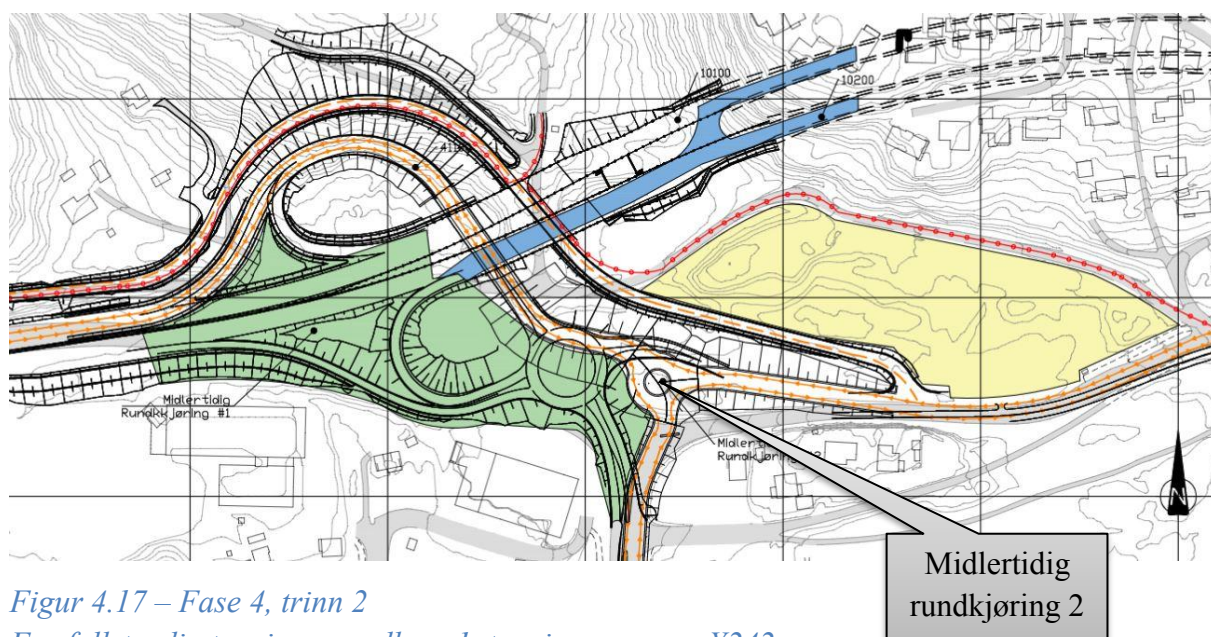 10100
10200
Midlertidig
Rundkjøring #1
N
Midlertidig
rundkjøring 2
Figur 4.17 – Fase 4, trinn 2